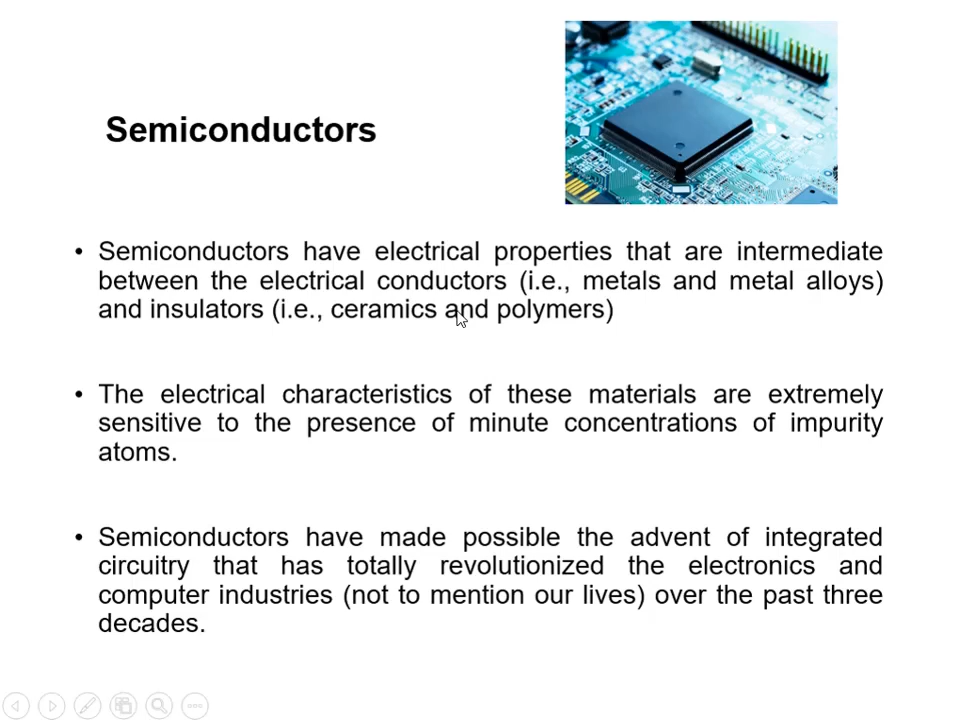 Semiconductors
• Semiconductors have electrical properties that are intermediate
between the electrical conductors (i.e., metals and metal alloys)
and insulators (i.e., ceramics and polymers)
• The electrical characteristics of these materials are extremely
sensitive to the presence of minute concentrations of impurity
atoms.
• Semiconductors have made possible the advent of integrated
circuitry that has totally revolutionized the electronics and
computer industries (not to mention our lives) over the past three
decades.